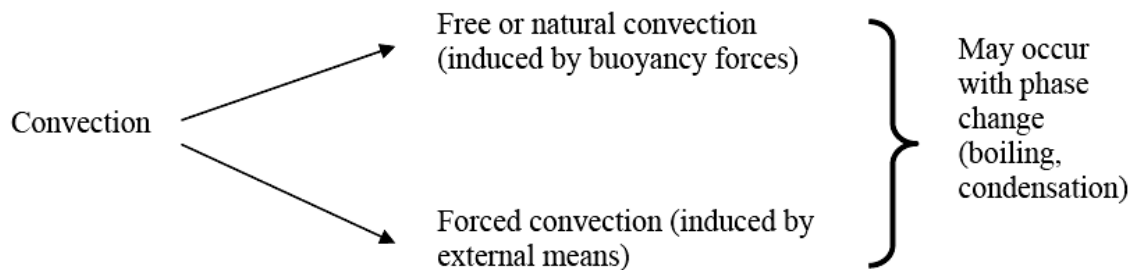 Convection
Free or natural convection
(induced by buoyancy forces)
Forced convection (induced by
external means)
May occur
with phase
change
(boiling,
condensation)